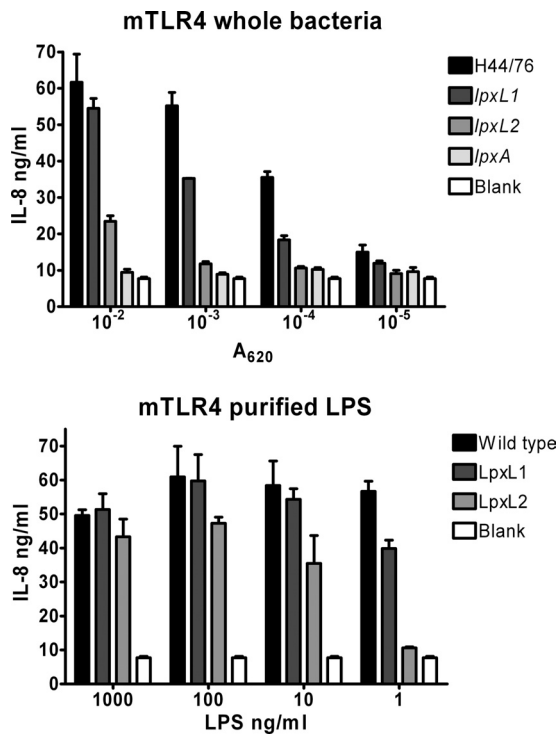 mTLR4 whole bacteria
IL-8 ng/ml
70
60
50
40
30
20
10
0
10⁻² 10⁻³ 10⁻⁴ 10⁻⁵
A₆₂₀
H44/76
lpxL1
lpxL2
lpxA
Blank
mTLR4 purified LPS
IL-8 ng/ml
70
60
50
40
30
20
10
0
1000 100 10 1
LPS ng/ml
Wild type
LpxL1
LpxL2
Blank